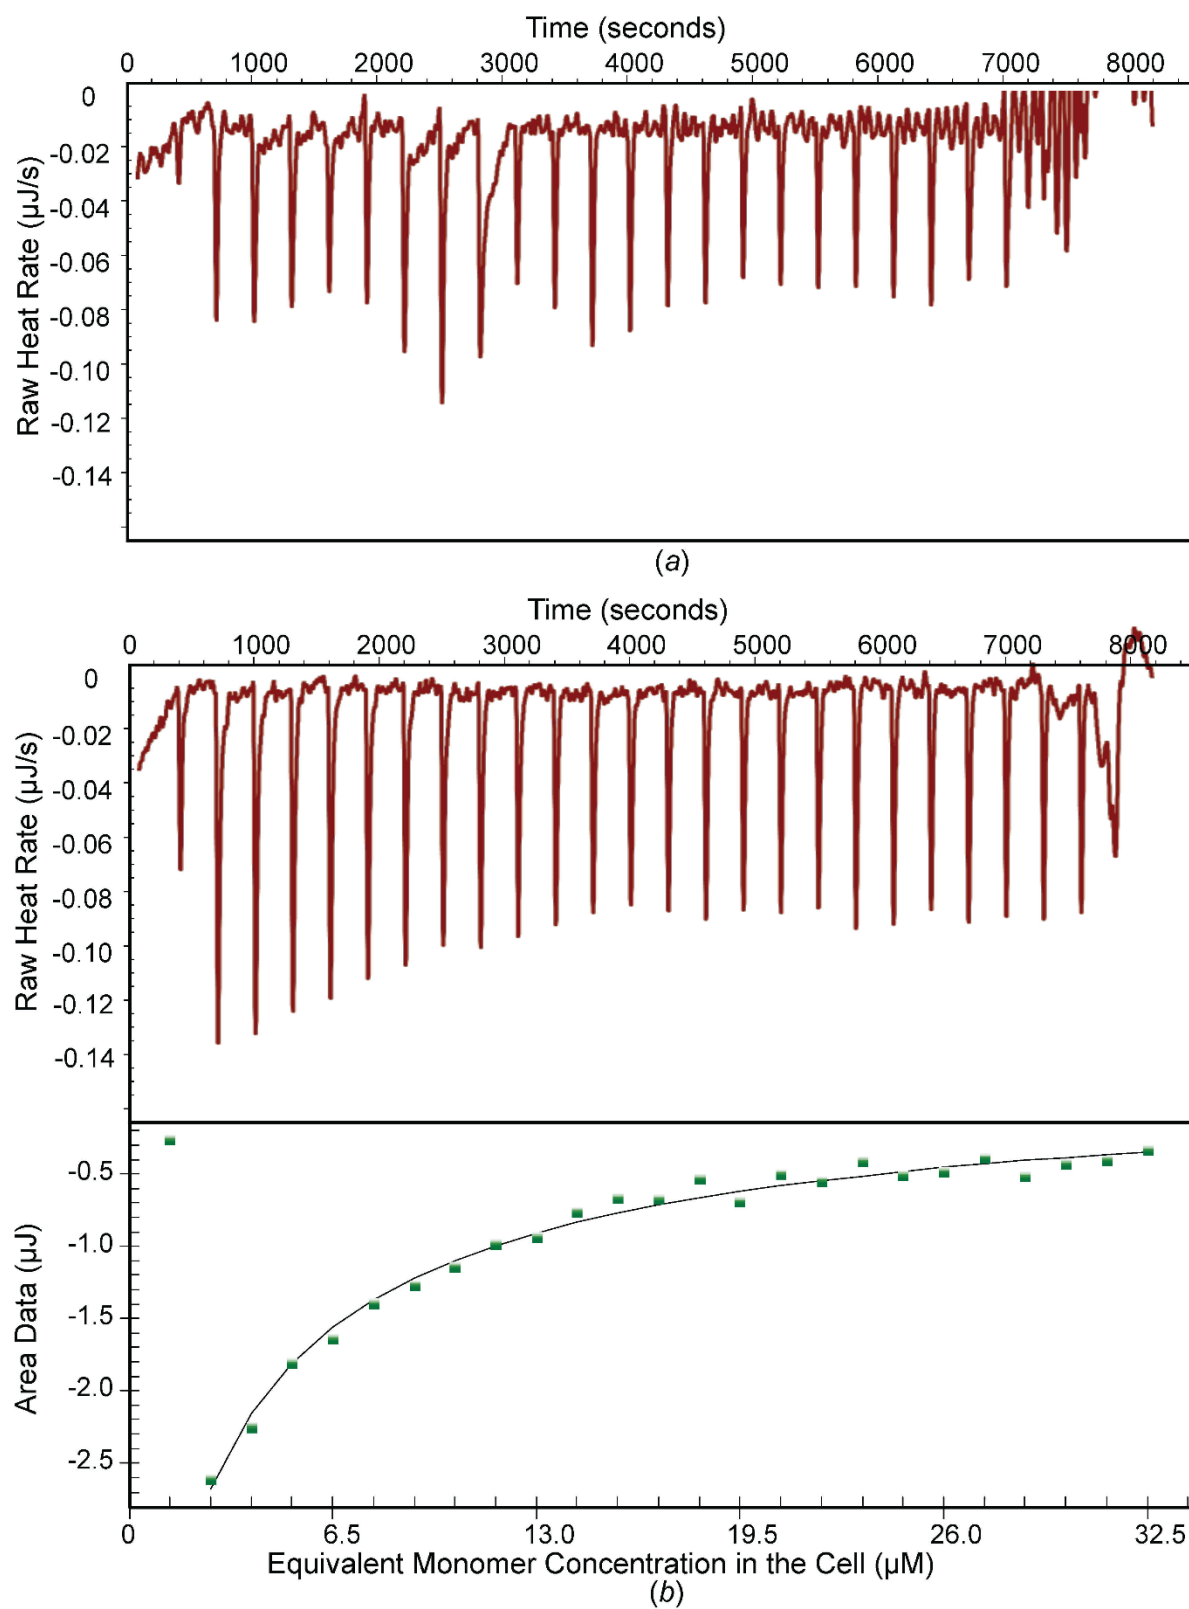 Time (seconds)
0 1000 2000 3000 4000 5000 6000 7000 8000
Raw Heat Rate (µJ/s)
0
-0.02
-0.04
-0.06
-0.08
-0.10
-0.12
-0.14
(a)
Time (seconds)
0 1000 2000 3000 4000 5000 6000 7000 8000
Raw Heat Rate (µJ/s)
0
-0.02
-0.04
-0.06
-0.08
-0.10
-0.12
-0.14
Area Data (µJ)
-0.5
-1.0
-1.5
-2.0
-2.5
0 6.5 13.0 19.5 26.0 32.5
Equivalent Monomer Concentration in the Cell (µM)
(b)